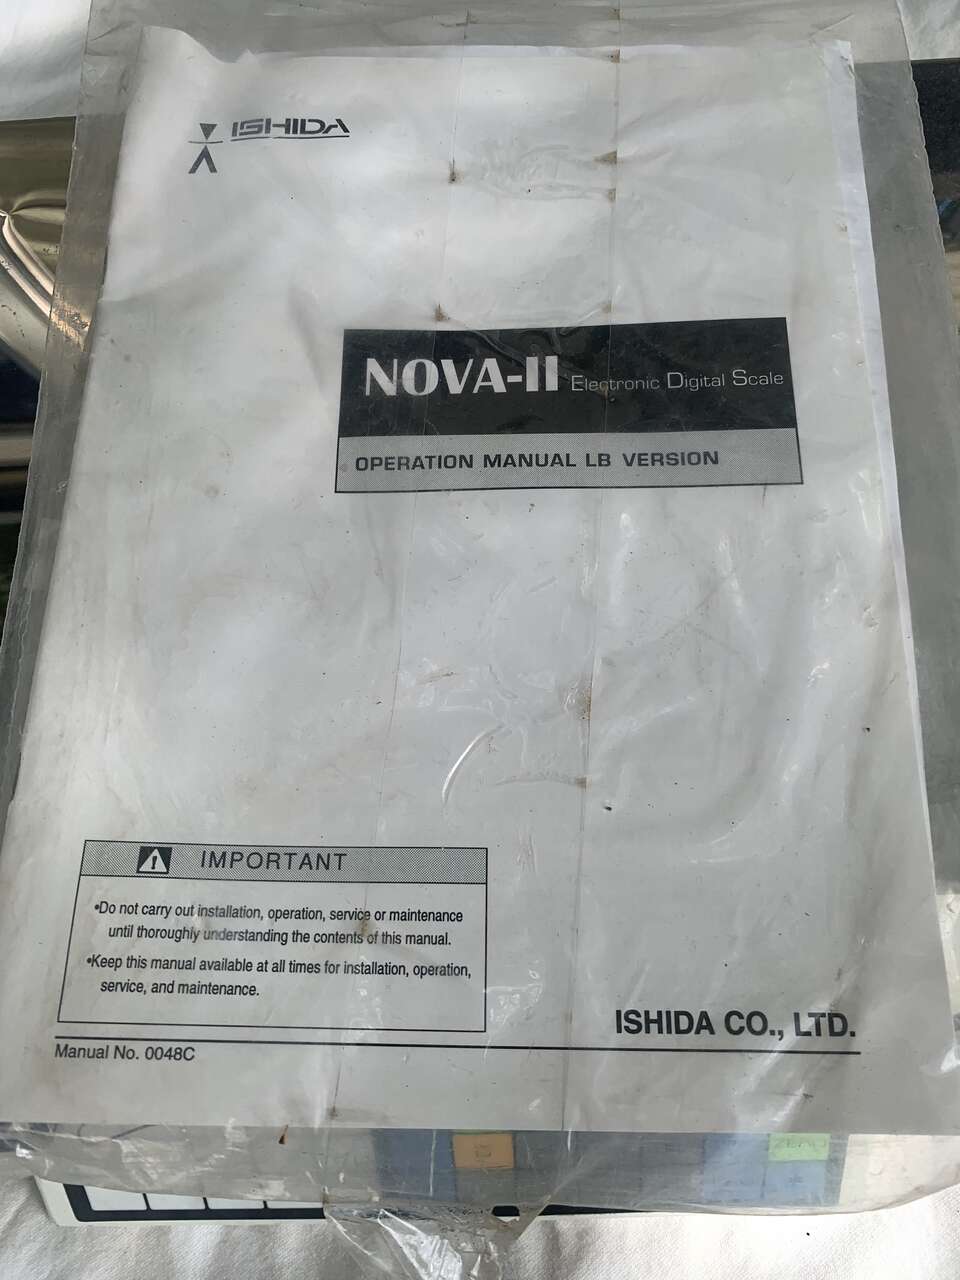 ISHIDA
NOVA-II Electronic Digital Scale
OPERATION MANUAL LB VERSION
IMPORTANT
•Do not carry out installation, operation, service or maintenance
until thoroughly understanding the contents of this manual.
•Keep this manual available at all times for installation, operation,
service, and maintenance.
ISHIDA CO., LTD.
Manual No. 0048C
ZERO